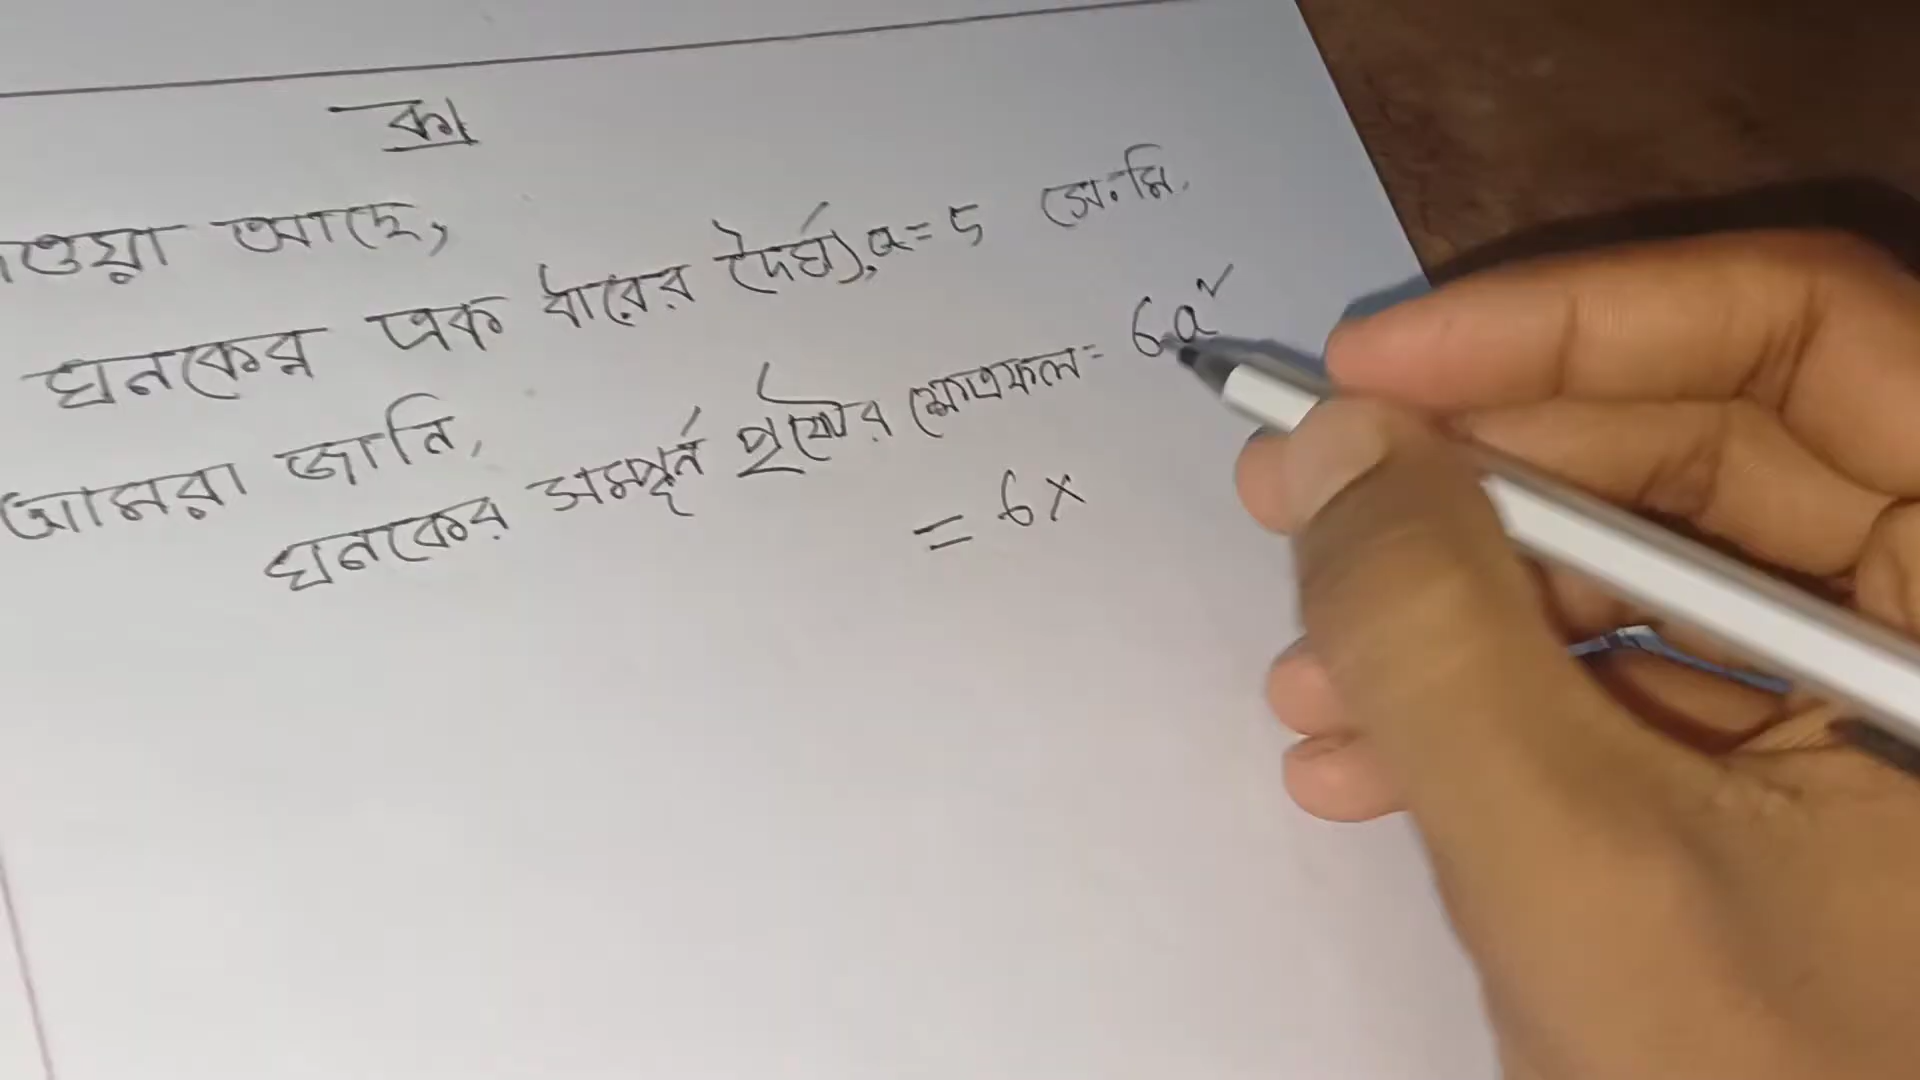 ক।
দেওয়া আছে,
ঘনকের এক ধারের দৈর্ঘ্য, a = 5 সে.মি.
আমরা জানি,
ঘনকের সম্পূর্ন পৃষ্ঠের ক্ষেত্রফল = 6a²
= 6×